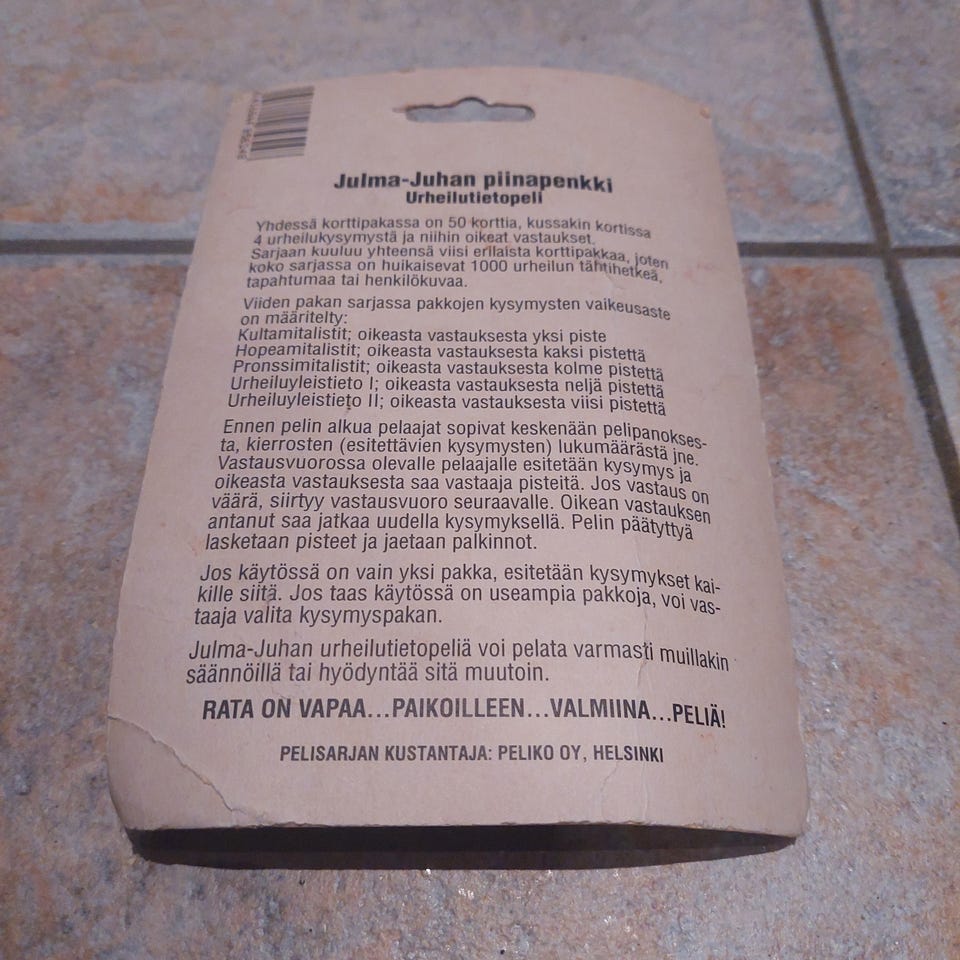 Julma-Juhan piinapenkki
Urheilutietopeli
Yhdessä korttipakassa on 50 korttia, kussakin kortissa
4 urheilukysymystä ja niihin oikeat vastaukset.
Sarjaan kuuluu yhteensä viisi erilaista korttipakkaa, joten
koko sarjassa on huikaisevat 1000 urheilun tähtihetkeä,
tapahtumaa tai henkilökuvaa.
Viiden pakan sarjassa pakkojen kysymysten vaikeusaste
on määritelty:
Kultamitalistit; oikeasta vastauksesta yksi piste
Hopeamitalistit; oikeasta vastauksesta kaksi pistettä
Pronssimitalistit; oikeasta vastauksesta kolme pistettä
Urheiluyleistieto I; oikeasta vastauksesta neljä pistettä
Urheiluyleistieto II; oikeasta vastauksesta viisi pistettä
Ennen pelin alkua pelaajat sopivat keskenään pelipanokses-
ta, kierrosten (esitettävien kysymysten) lukumäärästä jne.
Vastausvuorossa olevalle pelaajalle esitetään kysymys ja
oikeasta vastauksesta saa vastaaja pisteitä. Jos vastaus on
väärä, siirtyy vastausvuoro seuraavalle. Oikean vastauksen
antanut saa jatkaa uudella kysymyksellä. Pelin päätyttyä
lasketaan pisteet ja jaetaan palkinnot.
Jos käytössä on vain yksi pakka, esitetään kysymykset kai-
kille siitä. Jos taas käytössä on useampia pakkoja, voi vas-
taaja valita kysymyspakan.
Julma-Juhan urheilutietopeliä voi pelata varmasti muillakin
säännöillä tai hyödyntää sitä muutoin.
RATA ON VAPAA...PAIKOILLEEN...VALMIINA...PELIÄ!
PELISARJAN KUSTANTAJA: PELIKO OY, HELSINKI